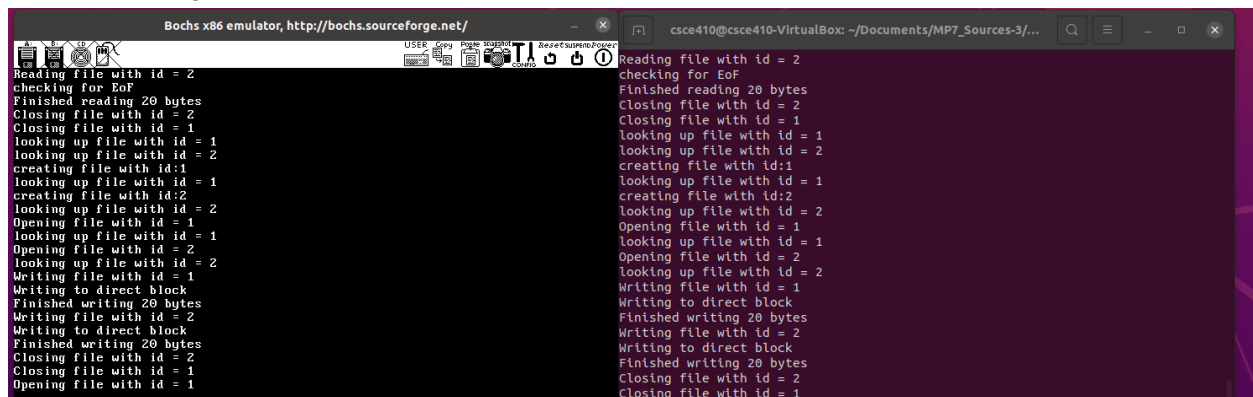 Bochs x86 emulator, http://bochs.sourceforge.net/
A: B: CD
USER Copy Paste snapshot CONFIG Reset SUSPEND Power
Reading file with id = 2
checking for EoF
Finished reading 20 bytes
Closing file with id = 2
Closing file with id = 1
looking up file with id = 1
looking up file with id = 2
creating file with id:1
looking up file with id = 1
creating file with id:2
looking up file with id = 2
Opening file with id = 1
looking up file with id = 1
Opening file with id = 2
looking up file with id = 2
Writing file with id = 1
Writing to direct block
Finished writing 20 bytes
Writing file with id = 2
Writing to direct block
Finished writing 20 bytes
Closing file with id = 2
Closing file with id = 1
Opening file with id = 1
csce410@csce410-VirtualBox: ~/Documents/MP7_Sources-3/...
Reading file with id = 2
checking for EoF
Finished reading 20 bytes
Closing file with id = 2
Closing file with id = 1
looking up file with id = 1
looking up file with id = 2
creating file with id:1
looking up file with id = 1
creating file with id:2
looking up file with id = 2
Opening file with id = 1
looking up file with id = 1
Opening file with id = 2
looking up file with id = 2
Writing file with id = 1
Writing to direct block
Finished writing 20 bytes
Writing file with id = 2
Writing to direct block
Finished writing 20 bytes
Closing file with id = 2
Closing file with id = 1